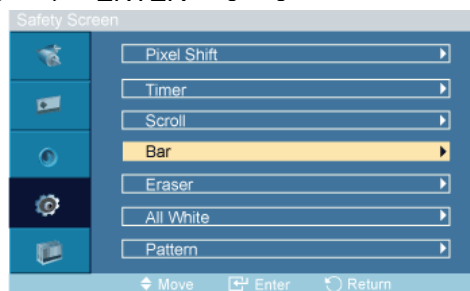 Safety Screen
Pixel Shift
Timer
Scroll
Bar
Eraser
All White
Pattern
Move Enter Return